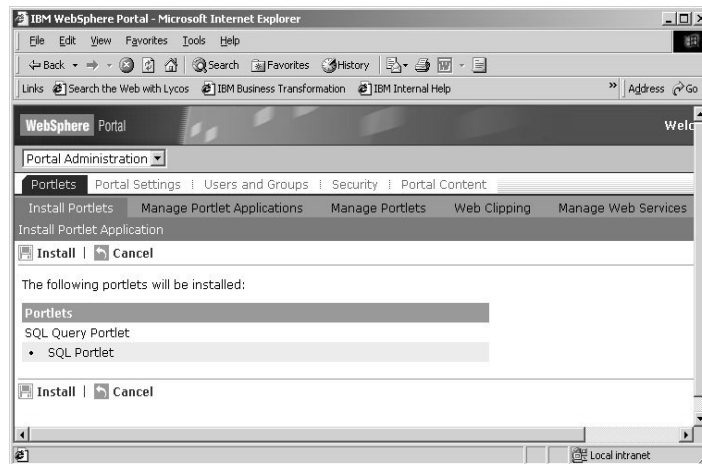 IBM WebSphere Portal - Microsoft Internet Explorer
File Edit View Favorites Tools Help
Back Search Favorites History
Links Search the Web with Lycos IBM Business Transformation IBM Internal Help » Address Go
WebSphere Portal Welc
Portal Administration
Portlets Portal Settings Users and Groups Security Portal Content
Install Portlets Manage Portlet Applications Manage Portlets Web Clipping Manage Web Services
Install Portlet Application
Install | Cancel
The following portlets will be installed:
Portlets
SQL Query Portlet
• SQL Portlet
Install | Cancel
Local intranet